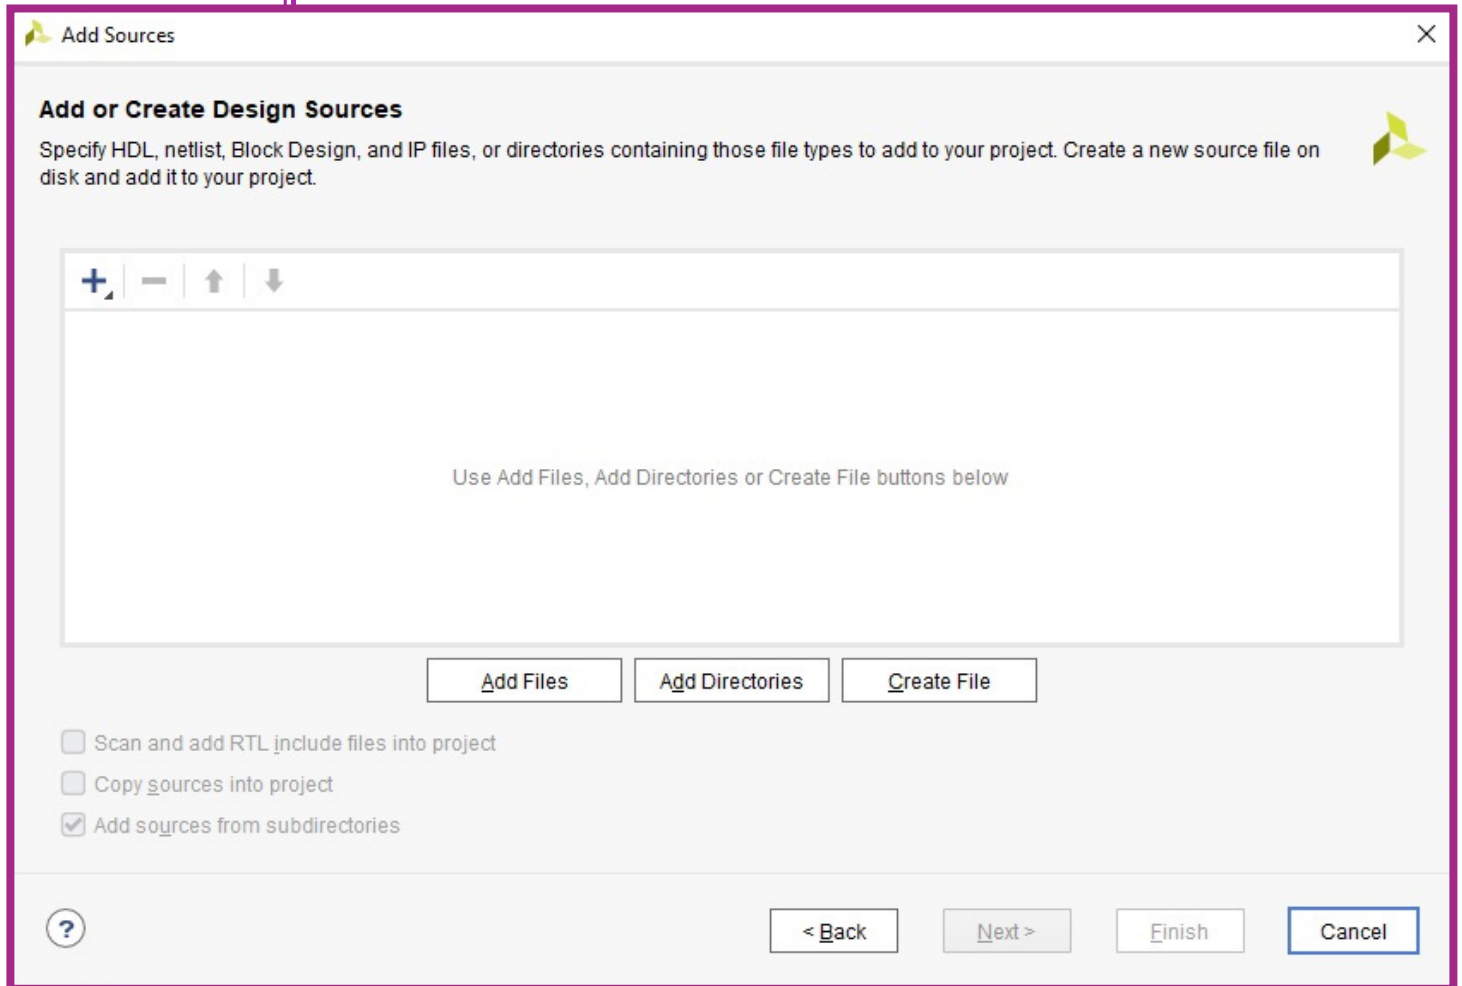 Add Sources
Add or Create Design Sources
Specify HDL, netlist, Block Design, and IP files, or directories containing those file types to add to your project. Create a new source file on
disk and add it to your project.
Use Add Files, Add Directories or Create File buttons below
Add Files
Add Directories
Create File
Scan and add RTL include files into project
Copy sources into project
Add sources from subdirectories
?
< Back
Next >
Finish
Cancel